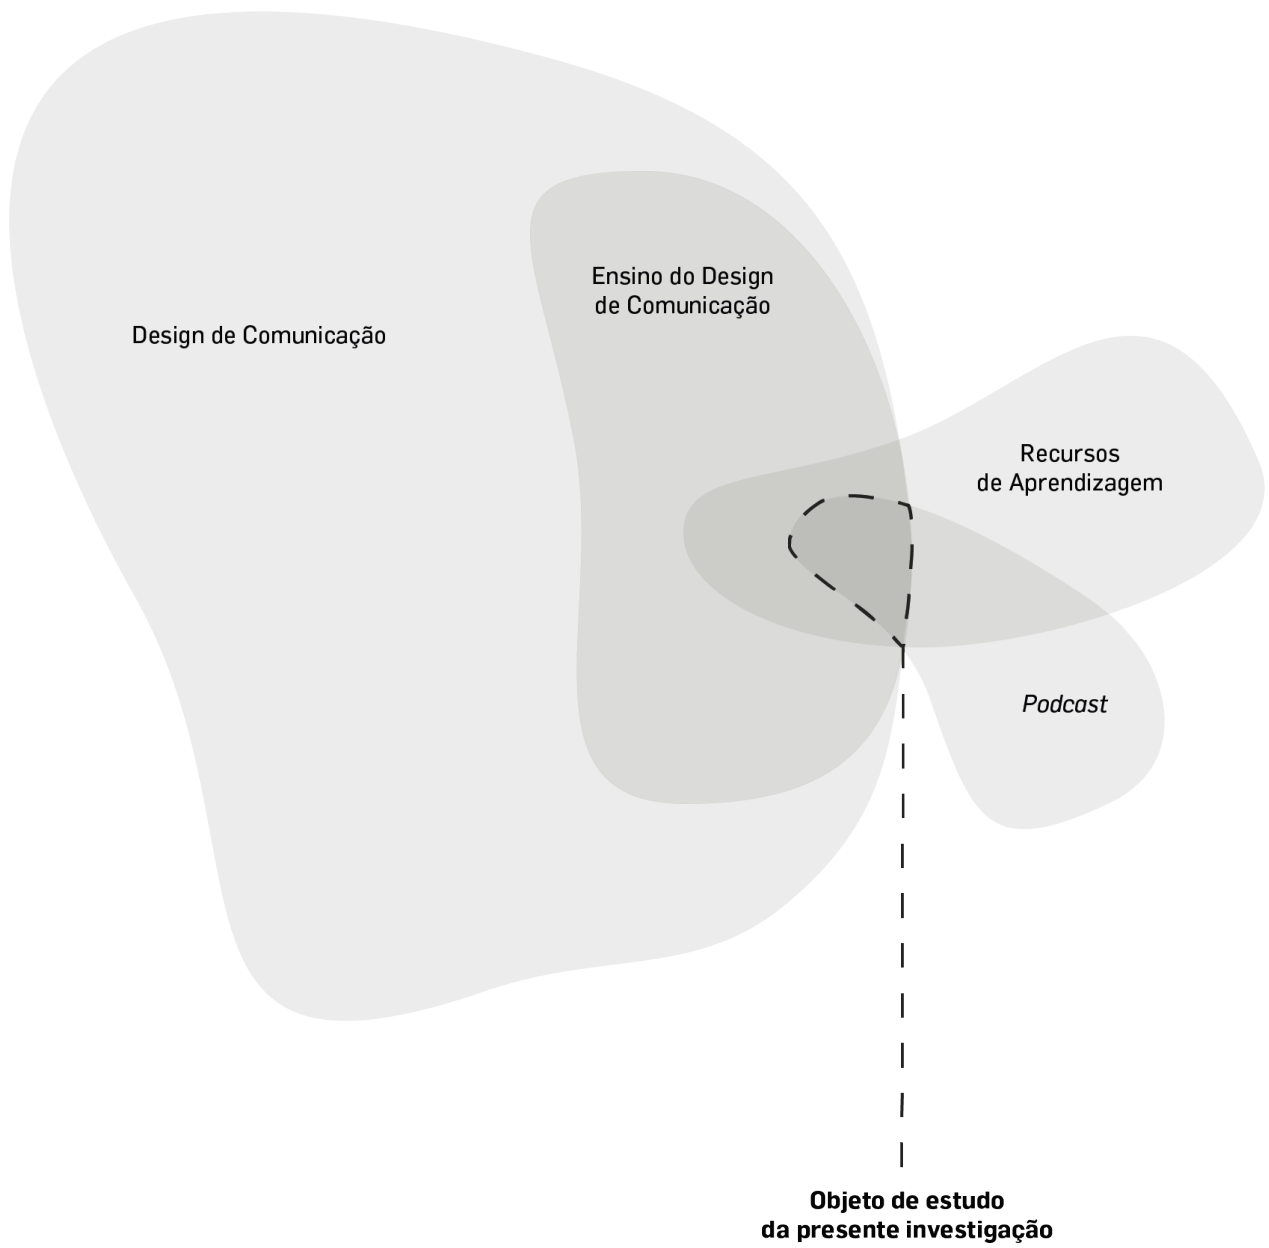 Ensino do Design
de Comunicação
Design de Comunicação
Recursos
de Aprendizagem
Podcast
Objeto de estudo
da presente investigação